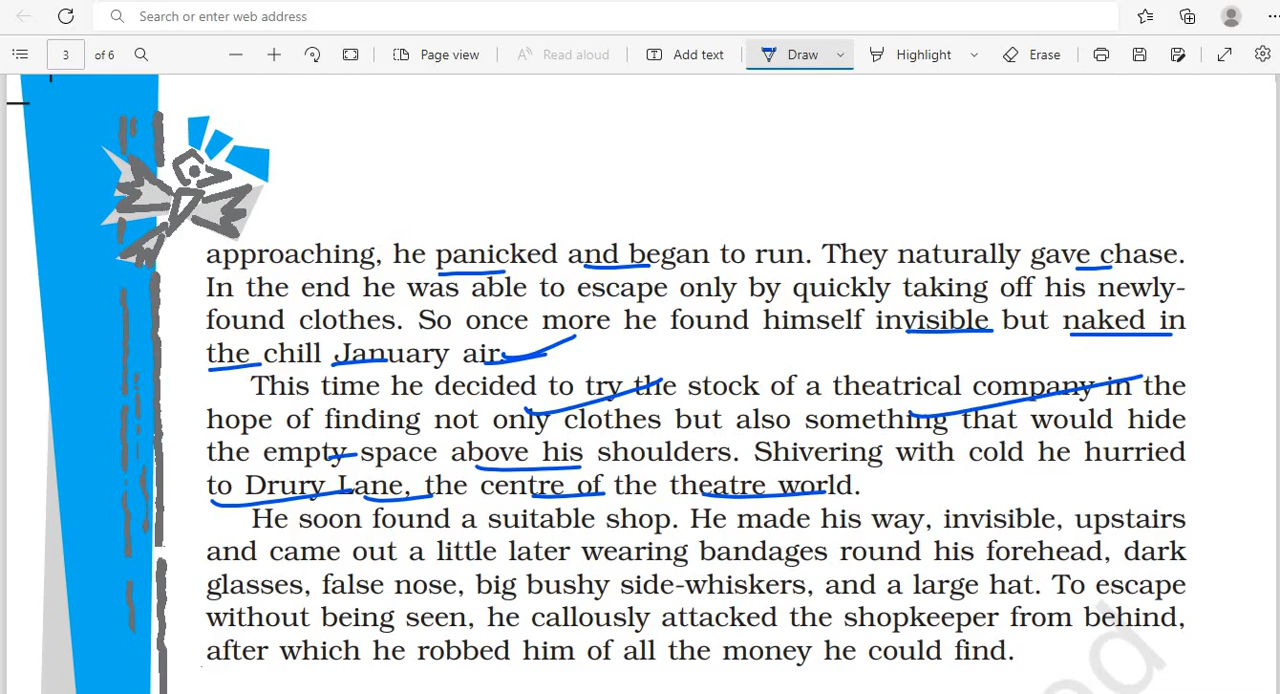 Search or enter web address
3 of 6 Page view Read aloud Add text Draw Highlight Erase
approaching, he panicked and began to run. They naturally gave chase.
In the end he was able to escape only by quickly taking off his newly-
found clothes. So once more he found himself invisible but naked in
the chill January air.
This time he decided to try the stock of a theatrical company in the
hope of finding not only clothes but also something that would hide
the empty space above his shoulders. Shivering with cold he hurried
to Drury Lane, the centre of the theatre world.
He soon found a suitable shop. He made his way, invisible, upstairs
and came out a little later wearing bandages round his forehead, dark
glasses, false nose, big bushy side-whiskers, and a large hat. To escape
without being seen, he callously attacked the shopkeeper from behind,
after which he robbed him of all the money he could find.